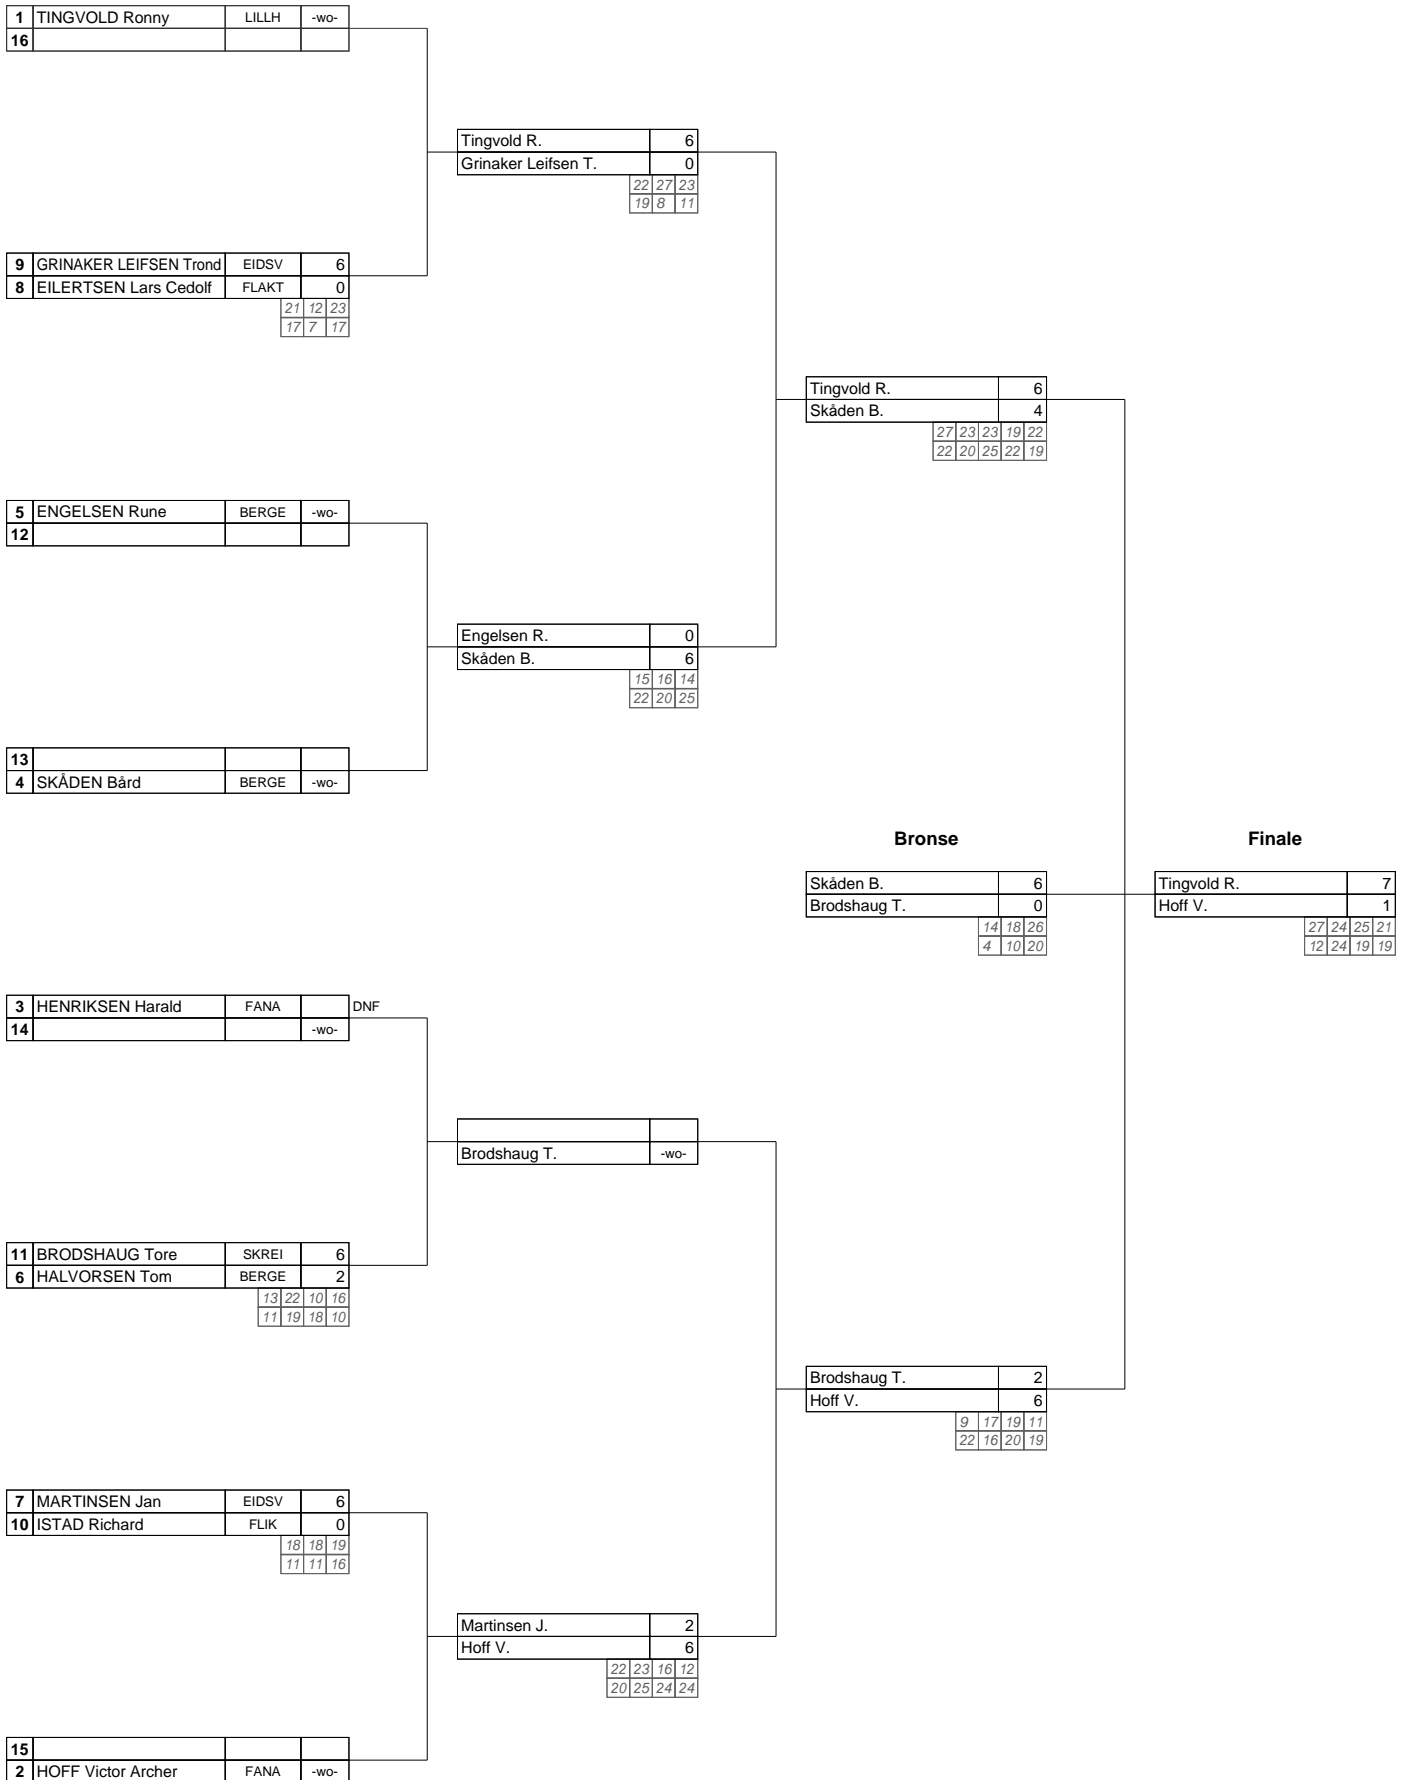 1 TINGVOLD Ronny LILLH -wo-
16
Tingvold R. 6
Grinaker Leifsen T. 0
22 27 23
19 8 11
9 GRINAKER LEIFSEN Trond EIDSV 6
8 EILERTSEN Lars Cedolf FLAKT 0
21 12 23
17 7 17
Tingvold R. 6
Skåden B. 4
27 23 23 19 22
22 20 25 22 19
5 ENGELSEN Rune BERGE -wo-
12
Engelsen R. 0
Skåden B. 6
15 16 14
22 20 25
13
4 SKÅDEN Bård BERGE -wo-
Bronse
Finale
Skåden B. 6
Brodshaug T. 0
14 18 26
4 10 20
Tingvold R. 7
Hoff V. 1
27 24 25 21
12 24 19 19
3 HENRIKSEN Harald FANA DNF
14 -wo-
Brodshaug T. -wo-
11 BRODSHAUG Tore SKREI 6
6 HALVORSEN Tom BERGE 2
13 22 10 16
11 19 18 10
Brodshaug T. 2
Hoff V. 6
9 17 19 11
22 16 20 19
7 MARTINSEN Jan EIDSV 6
10 ISTAD Richard FLIK 0
18 18 19
11 11 16
Martinsen J. 2
Hoff V. 6
22 23 16 12
20 25 24 24
15
2 HOFF Victor Archer FANA -wo-